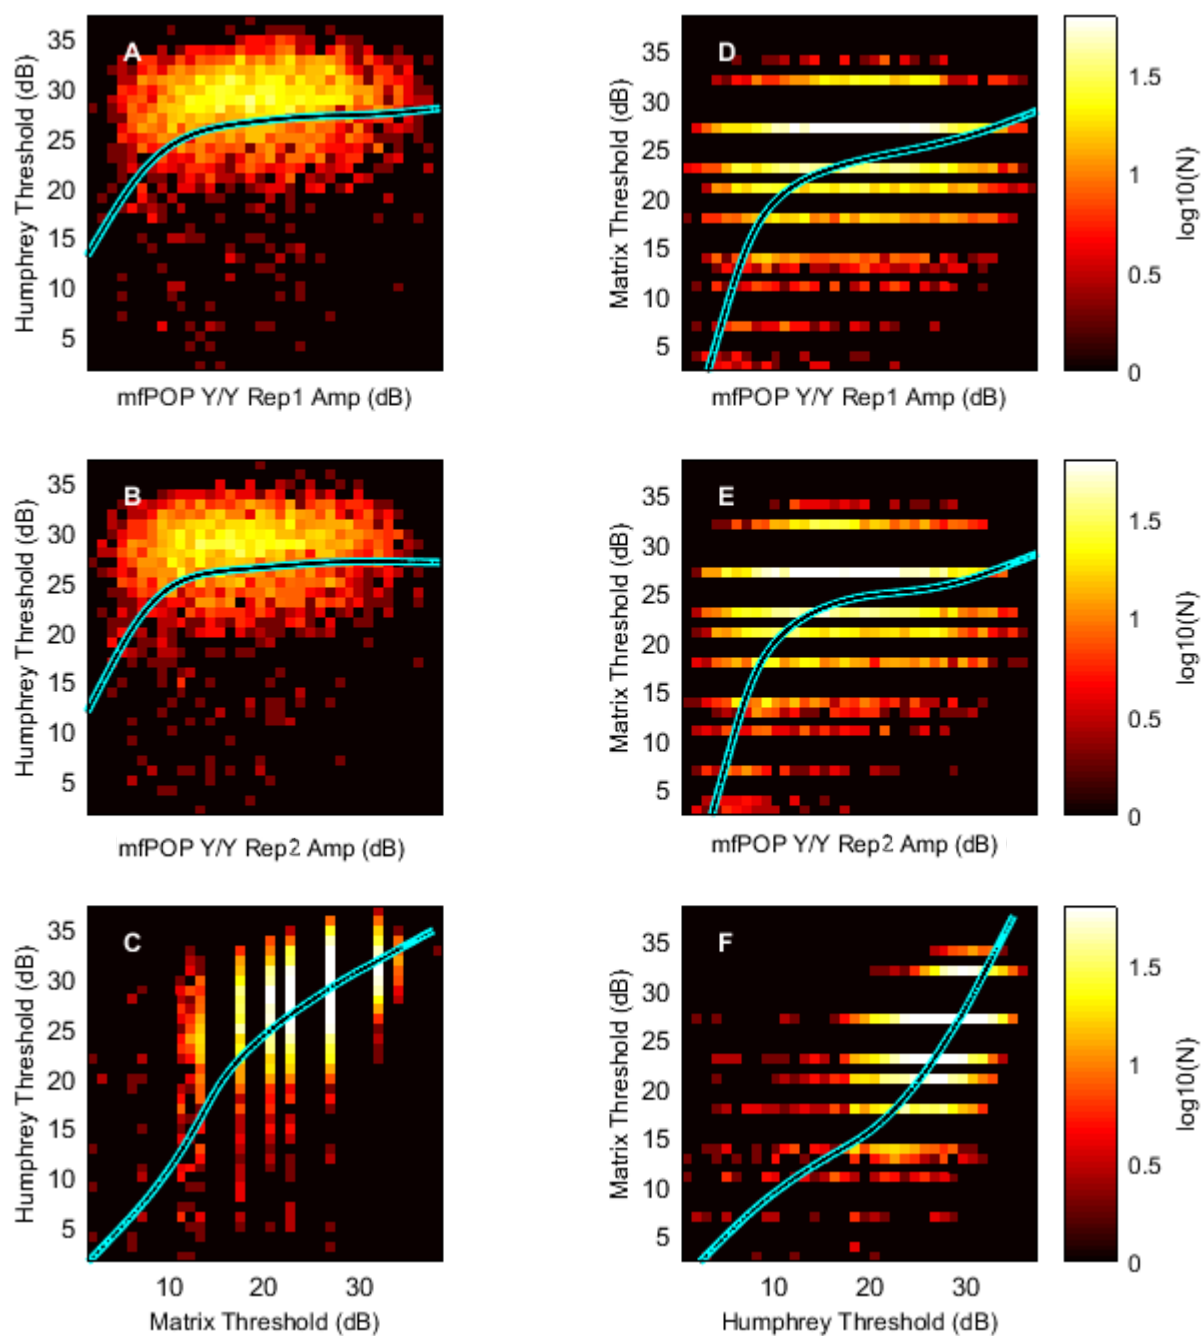 A
Humphrey Threshold (dB)
35
30
25
20
15
10
5
mfPOP Y/Y Rep1 Amp (dB)
D
Matrix Threshold (dB)
35
30
25
20
15
10
5
mfPOP Y/Y Rep1 Amp (dB)
1.5
1
0.5
0
log10(N)
B
Humphrey Threshold (dB)
35
30
25
20
15
10
5
mfPOP Y/Y Rep2 Amp (dB)
E
Matrix Threshold (dB)
35
30
25
20
15
10
5
mfPOP Y/Y Rep2 Amp (dB)
1.5
1
0.5
0
log10(N)
C
Humphrey Threshold (dB)
35
30
25
20
15
10
5
10 20 30
Matrix Threshold (dB)
F
Matrix Threshold (dB)
35
30
25
20
15
10
5
10 20 30
Humphrey Threshold (dB)
1.5
1
0.5
0
log10(N)